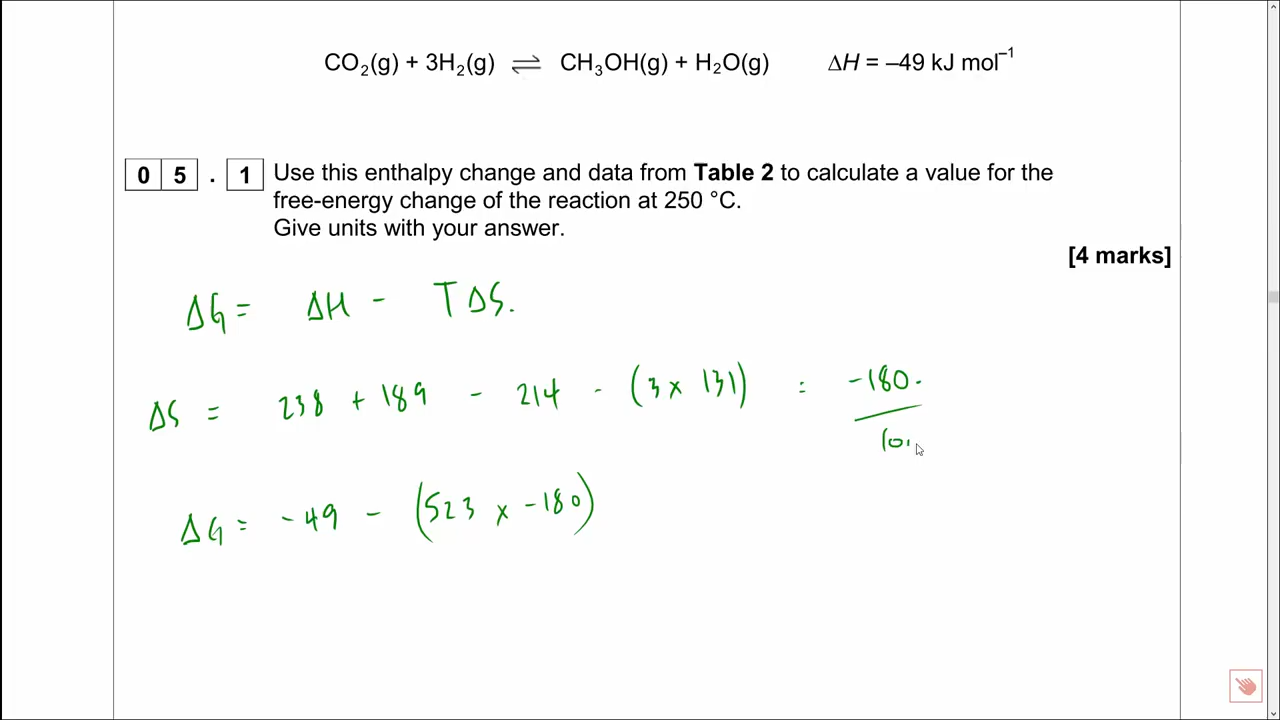 CO₂(g) + 3H₂(g) ⇌ CH₃OH(g) + H₂O(g) ΔH = –49 kJ mol⁻¹
0 5 . 1 Use this enthalpy change and data from Table 2 to calculate a value for the
free-energy change of the reaction at 250 °C.
Give units with your answer.
[4 marks]
ΔG = ΔH - TΔS.
ΔS = 238 + 189 - 214 - (3 x 131) : -180.
ΔG = -49 - (523 x -180)